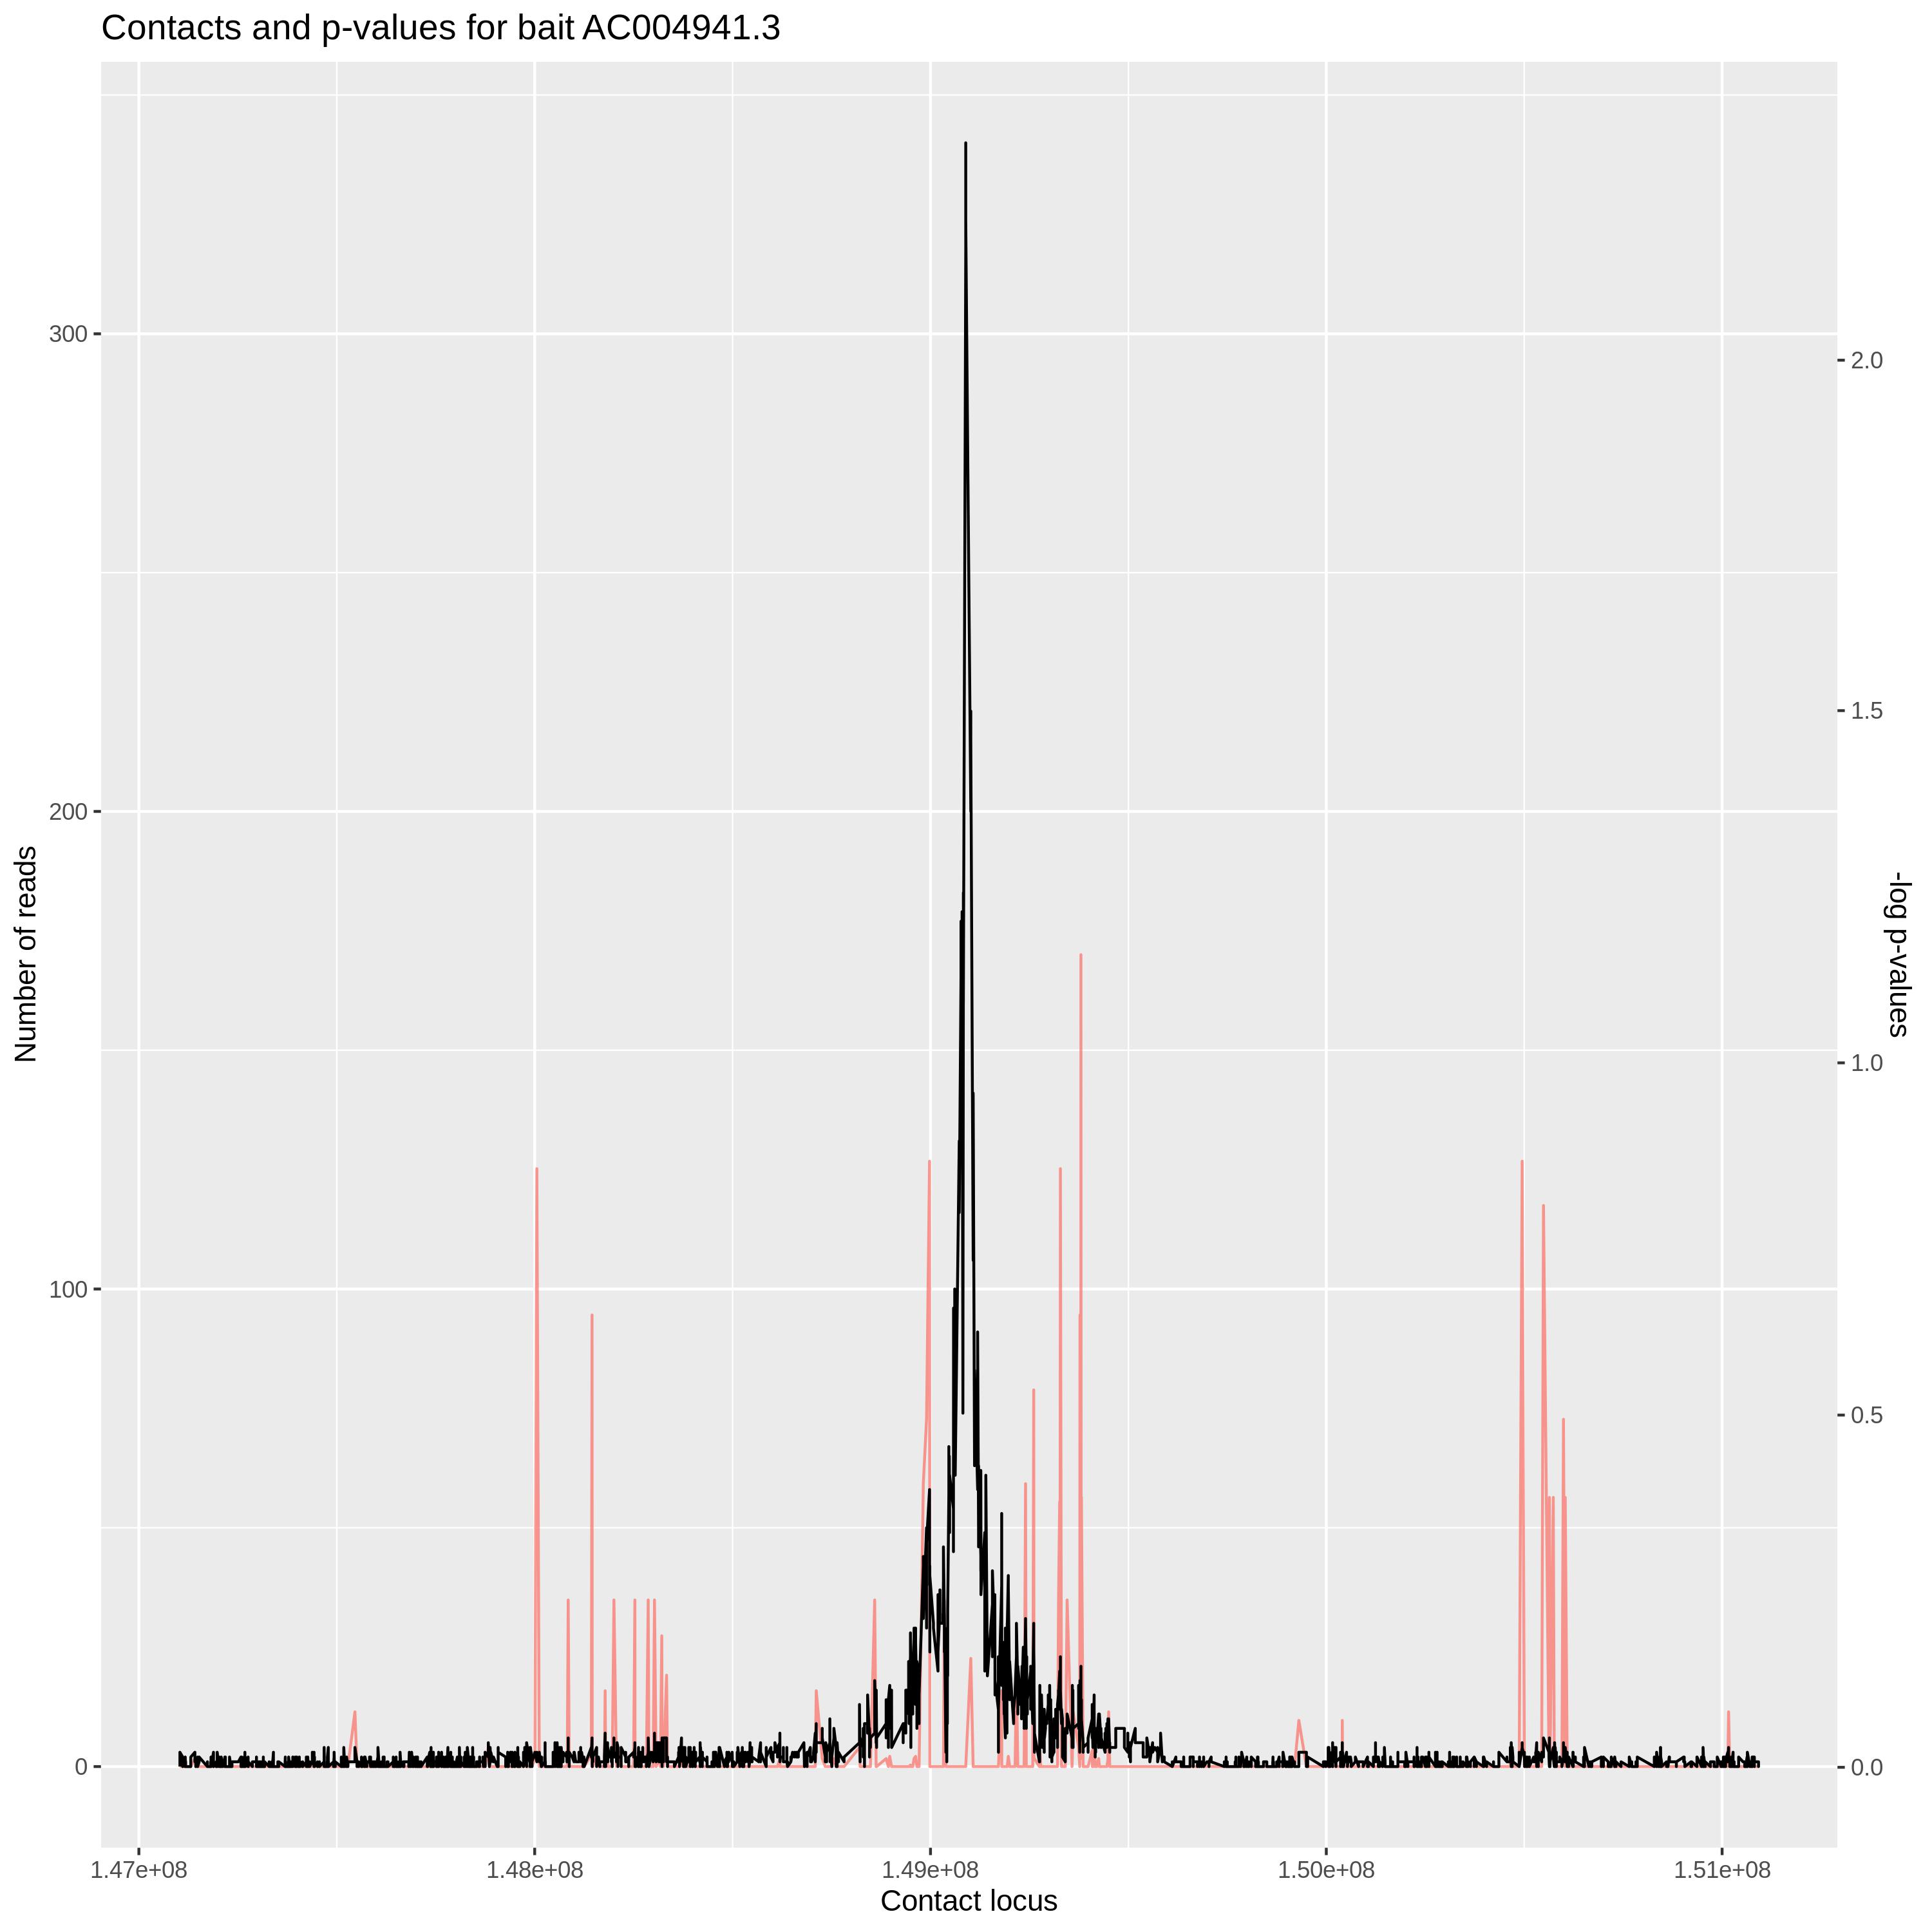 Contacts and p-values for bait AC004941.3
Number of reads
300
200
100
0
2.0
1.5
1.0
0.5
0.0
-log p-values
1.47e+08 1.48e+08 1.49e+08 1.50e+08 1.51e+08
Contact locus